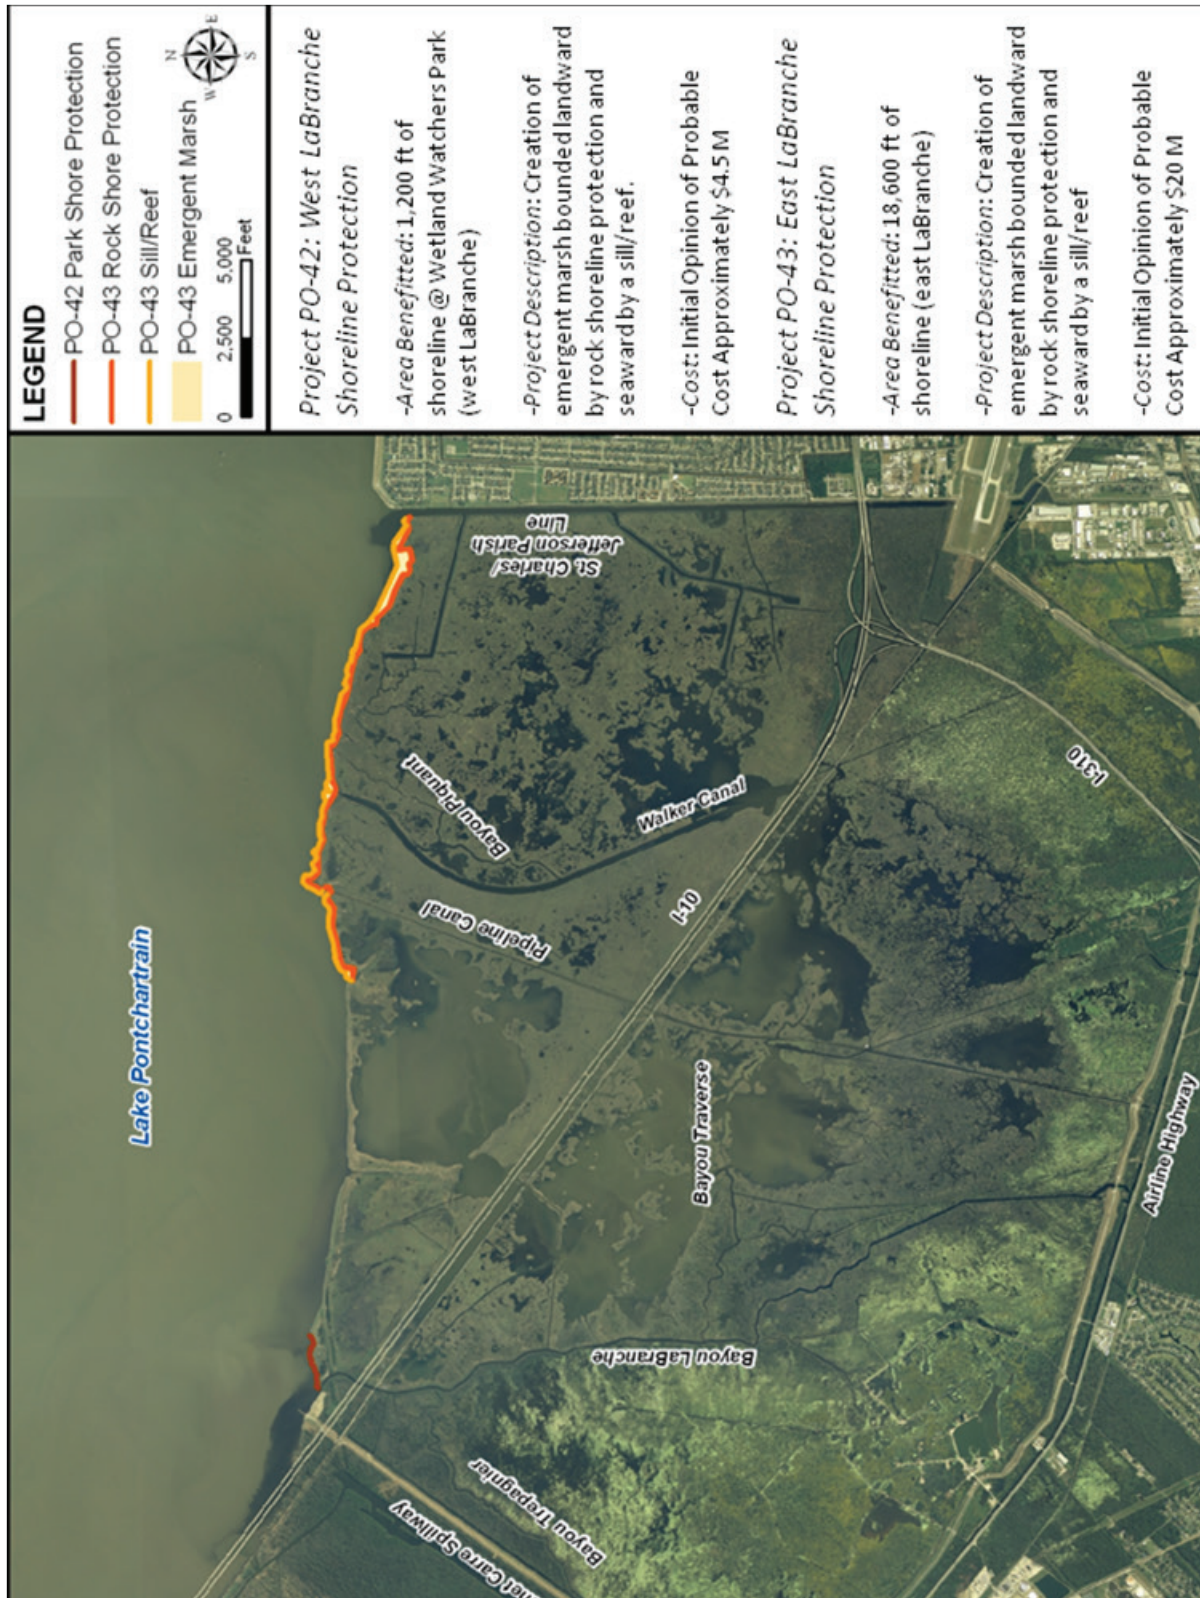 LEGEND
PO-42 Park Shore Protection
PO-43 Rock Shore Protection
PO-43 Sill/Reef
PO-43 Emergent Marsh
0 2,500 5,000
Feet
N
E
S
W
Project PO-42: West LaBranche
Shoreline Protection
-Area Benefitted: 1,200 ft of
shoreline @ Wetland Watchers Park
(west LaBranche)
-Project Description: Creation of
emergent marsh bounded landward
by rock shoreline protection and
seaward by a sill/reef.
-Cost: Initial Opinion of Probable
Cost Approximately $4.5 M
Project PO-43: East LaBranche
Shoreline Protection
-Area Benefitted: 18,600 ft of
shoreline (east LaBranche)
-Project Description: Creation of
emergent marsh bounded landward
by rock shoreline protection and
seaward by a sill/reef
-Cost: Initial Opinion of Probable
Cost Approximately $20 M
Lake Pontchartrain
St. Charles/
Jefferson Parish
Line
Bayou Piquant
Walker Canal
Pipeline Canal
I-10
I-310
Bayou Traverse
Airline Highway
Bayou LaBranche
Bayou Trepagnier
net Carre Spillway